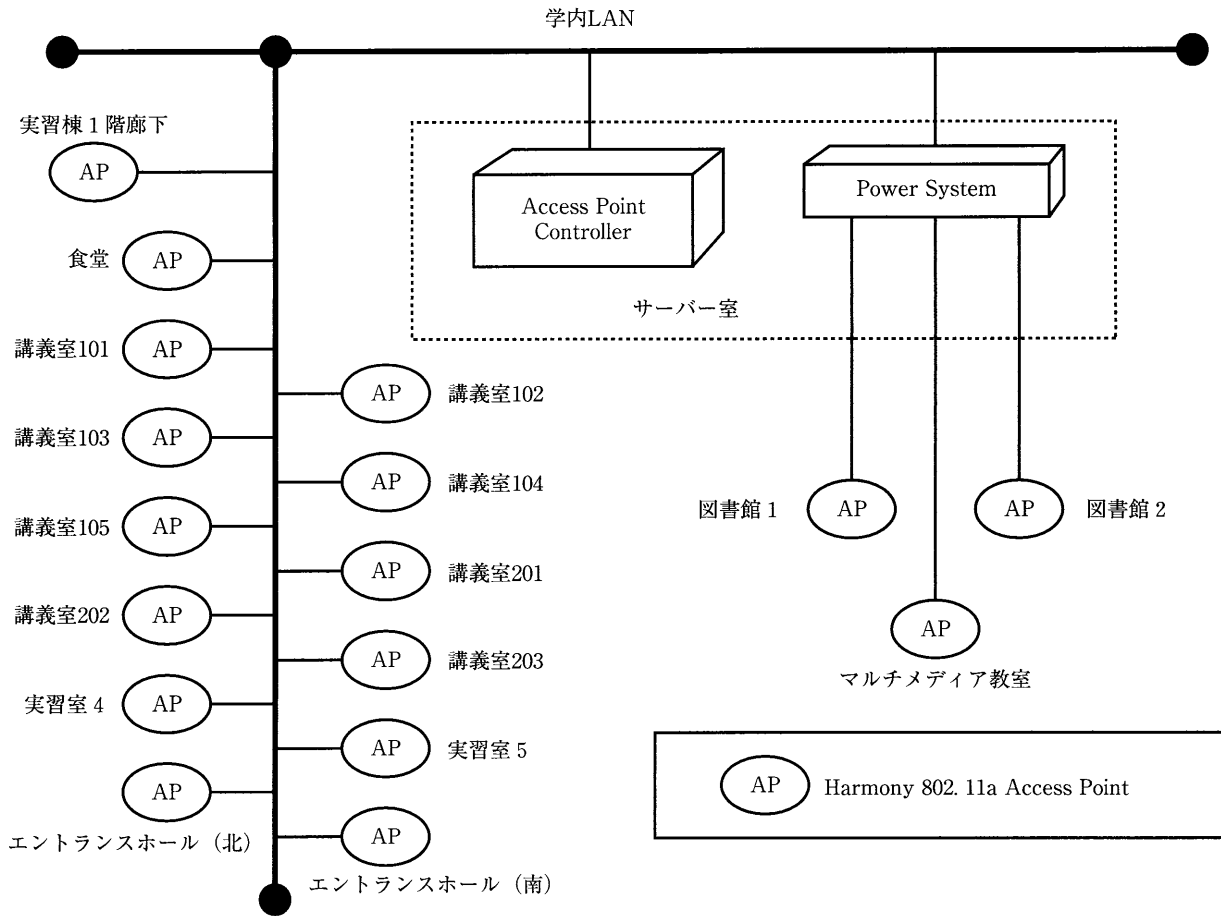 学内LAN
実習棟1階廊下
AP
Access Point
Controller
Power System
サーバー室
食堂 AP
講義室101 AP
AP 講義室102
講義室103 AP
AP 講義室104
図書館1 AP
AP 図書館2
講義室105 AP
AP 講義室201
講義室202 AP
AP
マルチメディア教室
AP 講義室203
実習室4 AP
AP 実習室5
AP Harmony 802.11a Access Point
AP
エントランスホール（北）
AP
エントランスホール（南）